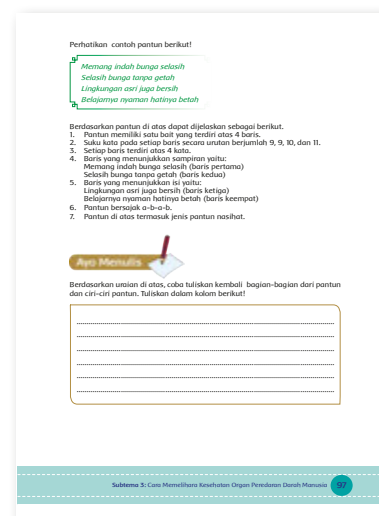 Perhatikan contoh pantun berikut!
Memang indah bunga selasih
Selasih bunga tanpa getah
Lingkungan asri juga bersih
Belajarnya nyaman hatinya betah
Berdasarkan pantun di atas dapat dijelaskan sebagai berikut.
1. Pantun memiliki satu bait yang terdiri atas 4 baris.
2. Suku kata pada setiap baris secara urutan berjumlah 9, 9, 10, dan 11.
3. Setiap baris terdiri atas 4 kata.
4. Baris yang menunjukkan sampiran yaitu:
Memang indah bunga selasih (baris pertama)
Selasih bunga tanpa getah (baris kedua)
5. Baris yang menunjukkan isi yaitu:
Lingkungan asri juga bersih (baris ketiga)
Belajarnya nyaman hatinya betah (baris keempat)
6. Pantun bersajak a-b-a-b.
7. Pantun di atas termasuk jenis pantun nasihat.
Ayo Menulis
Berdasarkan uraian di atas, coba tuliskan kembali bagian-bagian dari pantun
dan ciri-ciri pantun. Tuliskan dalam kolom berikut!
Subtema 3: Cara Memelihara Kesehatan Organ Peredaran Darah Manusia 97